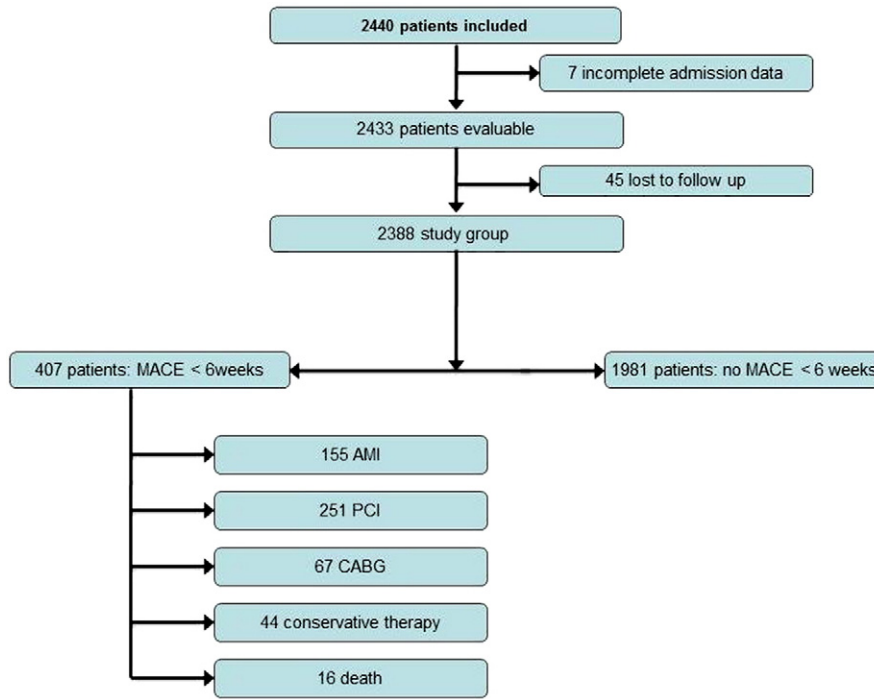 2440 patients included
7 incomplete admission data
2433 patients evaluable
45 lost to follow up
2388 study group
407 patients: MACE < 6weeks
1981 patients: no MACE < 6 weeks
155 AMI
251 PCI
67 CABG
44 conservative therapy
16 death